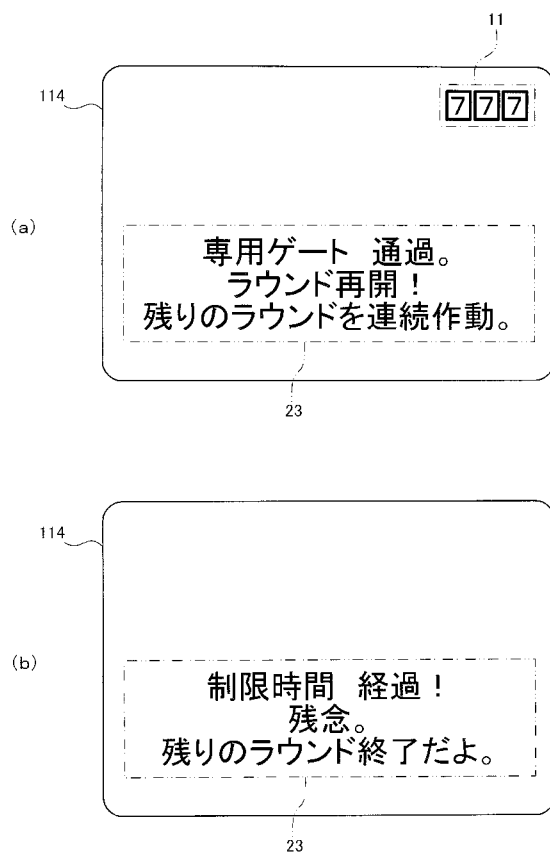 11
114
777
(a)
専用ゲート 通過。
ラウンド再開！
残りのラウンドを連続作動。
23
114
(b)
制限時間 経過！
残念。
残りのラウンド終了だよ。
23